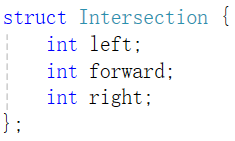 struct Intersection {
    int left;
    int forward;
    int right;
};